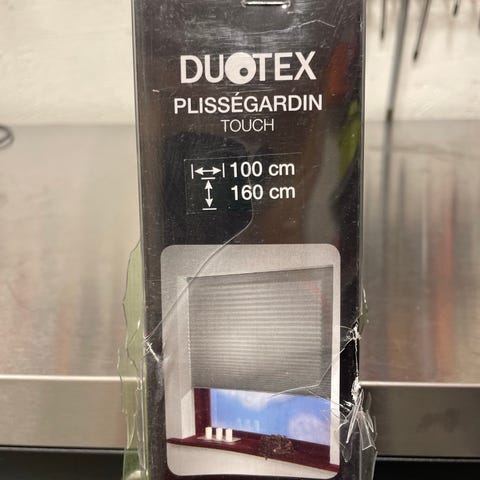 DUOTEX
PLISSÉGARDIN
TOUCH
100 cm
160 cm